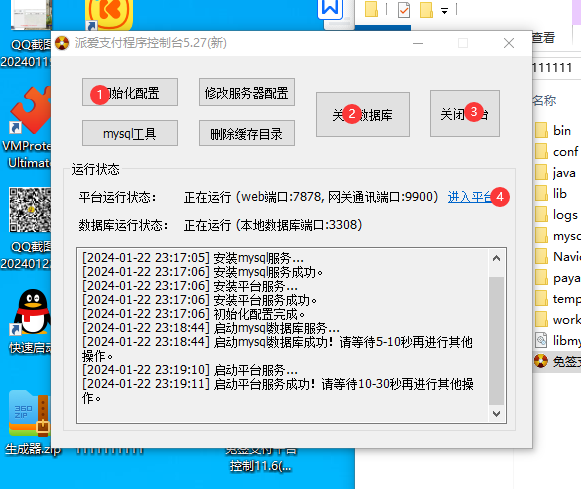 QQ截图
20240119
VMProtect
Ultimate
QQ截图
20240122
快速启动
360
ZIP
生成器.zip
11111111111
免签支付平台
控制11.6(...
派爱支付程序控制台5.27(新)
1
初始化配置
修改服务器配置
mysql工具
删除缓存目录
2
关 数据库
3
关闭 台
运行状态
平台运行状态:
正在运行 (web端口:7878, 网关通讯端口:9900)
进入平台
4
数据库运行状态:
正在运行 (本地数据库端口:3308)
[2024-01-22 23:17:05] 安装mysql服务...
[2024-01-22 23:17:06] 安装mysql服务成功。
[2024-01-22 23:17:06] 安装平台服务...
[2024-01-22 23:17:06] 安装平台服务成功。
[2024-01-22 23:17:06] 初始化配置完成。
[2024-01-22 23:18:44] 启动mysql数据库服务...
[2024-01-22 23:18:44] 启动mysql数据库成功！请等待5-10秒再进行其他
操作。
[2024-01-22 23:19:10] 启动平台服务...
[2024-01-22 23:19:11] 启动平台服务成功！请等待10-30秒再进行其他操
作。
查看
111111
名称
bin
conf
java
lib
logs
mysq
Navic
paya
temp
work
libmy
免签支